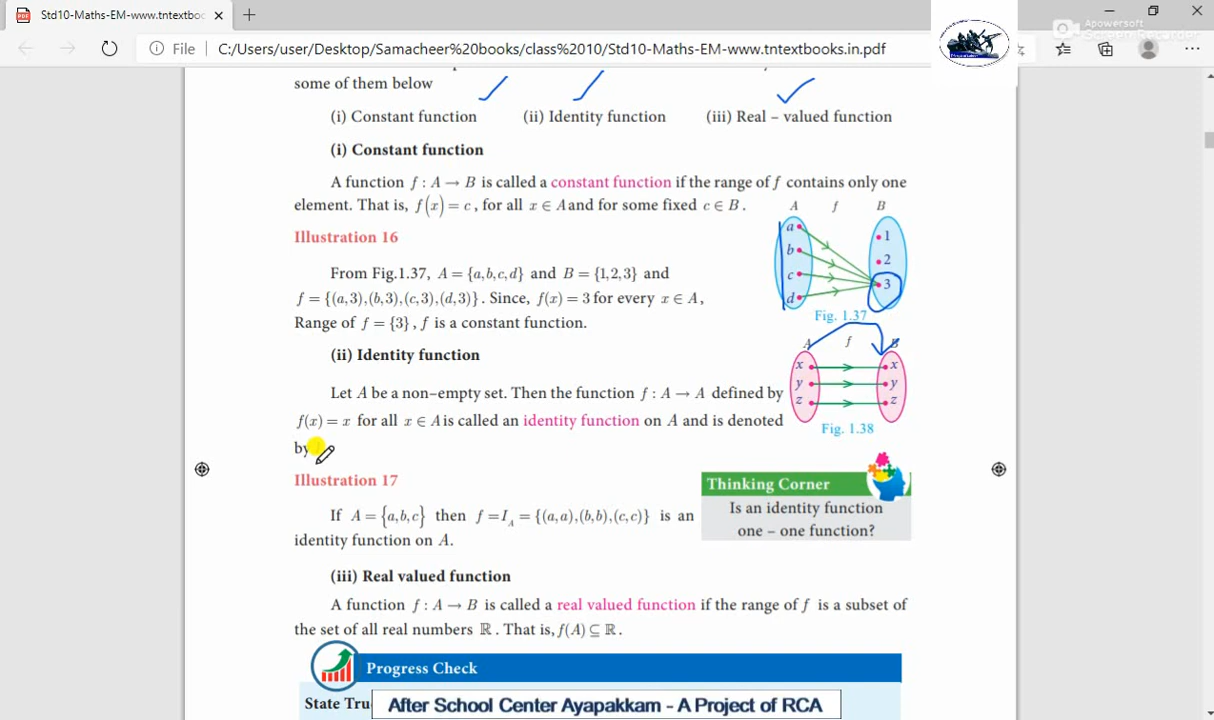 Std10-Maths-EM-www.tntextbooc
File C:/Users/user/Desktop/Samacheer%20books/class%2010/Std10-Maths-EM-www.tntextbooks.in.pdf
Apowersoft
Screen Recorder
some of them below
(i) Constant function (ii) Identity function (iii) Real – valued function
(i) Constant function
A function f : A → B is called a constant function if the range of f contains only one
element. That is, f(x) = c, for all x ∈ A and for some fixed c ∈ B.
A f B
a
b
c
d
1
2
3
Fig. 1.37
Illustration 16
From Fig.1.37, A = {a,b,c,d} and B = {1,2,3} and
f = {(a,3),(b,3),(c,3),(d,3)}. Since, f(x) = 3 for every x ∈ A,
Range of f = {3}, f is a constant function.
(ii) Identity function
A f B
x x
y y
z z
Fig. 1.38
Let A be a non-empty set. Then the function f : A → A defined by
f(x) = x for all x ∈ A is called an identity function on A and is denoted
by
Illustration 17
If A = {a,b,c} then f = I_A = {(a,a),(b,b),(c,c)} is an
identity function on A.
Thinking Corner
Is an identity function
one – one function?
(iii) Real valued function
A function f : A → B is called a real valued function if the range of f is a subset of
the set of all real numbers ℝ. That is, f(A) ⊆ ℝ.
Progress Check
State Tru
After School Center Ayapakkam - A Project of RCA